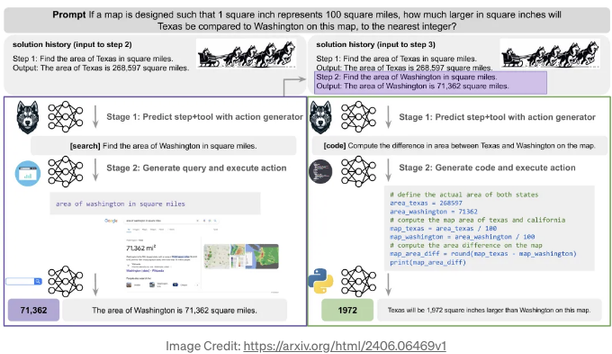 Prompt If a map is designed such that 1 square inch represents 100 square miles, how much larger in square inches will
Texas be compared to Washington on this map, to the nearest integer?
solution history (input to step 2)
Step 1: Find the area of Texas in square miles.
Output: The area of Texas is 268,597 square miles.
Stage 1: Predict step+tool with action generator
[search] Find the area of Washington in square miles.
Stage 2: Generate query and execute action
area of washington in square miles
Google
71,362 mi²
71,362
The area of Washington is 71,362 square miles.
solution history (input to step 3)
Step 1: Find the area of Texas in square miles.
Output: The area of Texas is 268,597 square miles.
Step 2: Find the area of Washington in square miles.
Output: The area of Washington is 71,362 square miles.
Stage 1: Predict step+tool with action generator
[code] Compute the difference in area between Texas and Washington on the map.
Stage 2: Generate code and execute action
# define the actual area of both states
area_texas = 268597
area_washington = 71362
# compute the map area of texas and california
map_texas = area_texas / 100
map_washington = area_washington / 100
# compute the area difference on the map
map_area_diff = round(map_texas - map_washington)
print(map_area_diff)
1972
Texas will be 1,972 square inches larger than Washington on this map.
Image Credit: https://arxiv.org/html/2406.06469v1